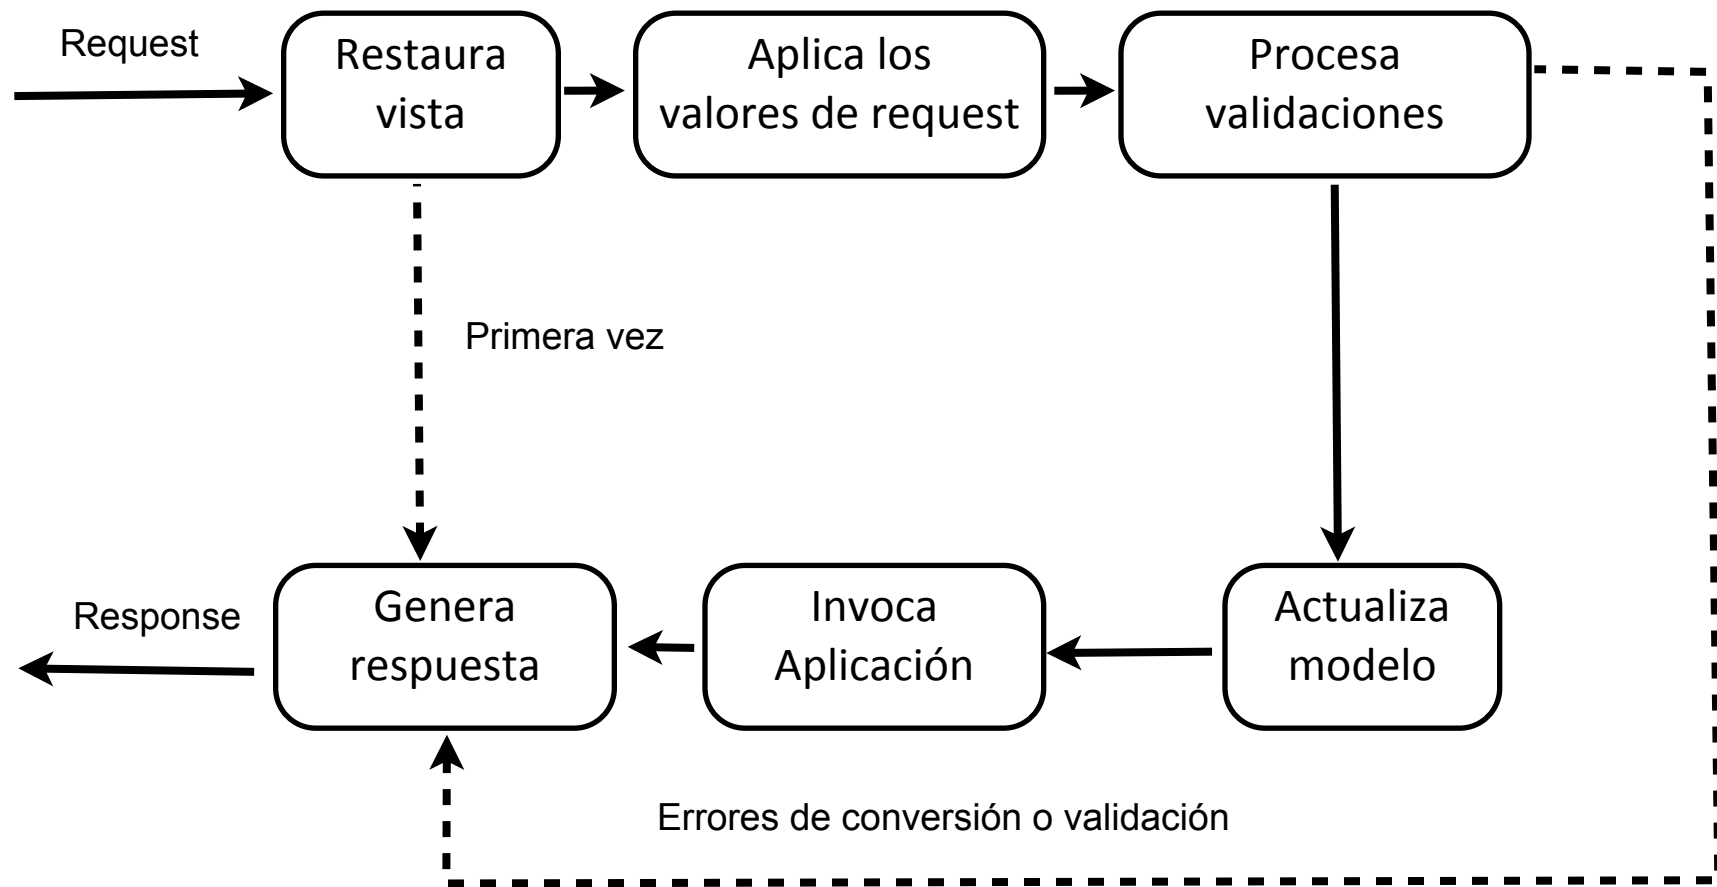 Request
Restaura
vista
Aplica los
valores de request
Procesa
validaciones
Primera vez
Response
Genera
respuesta
Invoca
Aplicación
Actualiza
modelo
Errores de conversión o validación